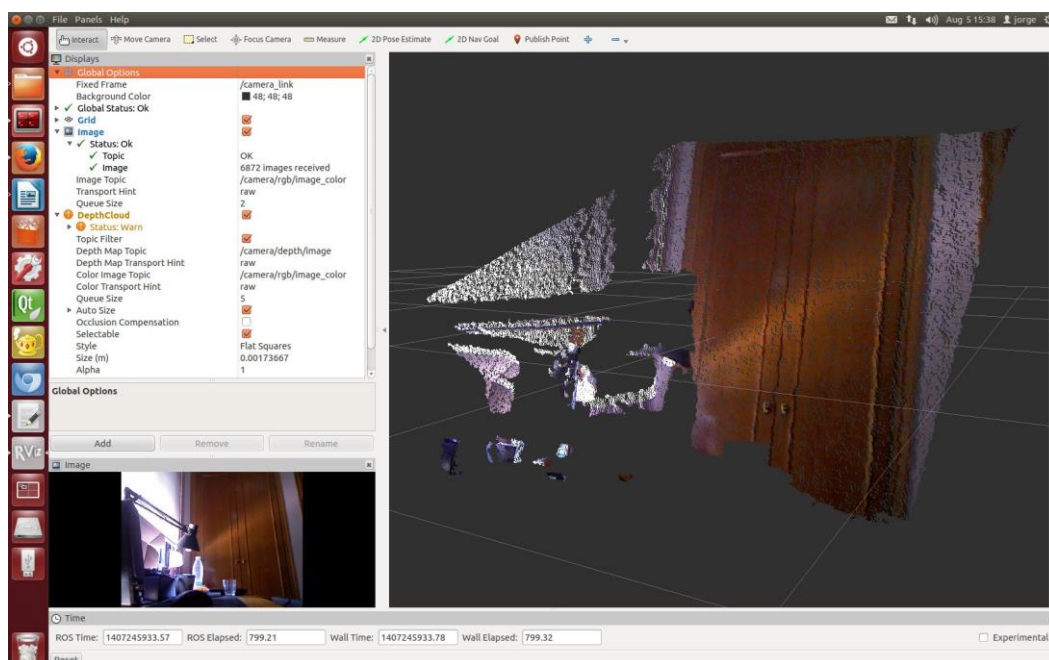 File Panels Help Aug 5 15:38 jorge
Interact Move Camera Select Focus Camera Measure 2D Pose Estimate 2D Nav Goal Publish Point
Displays
Global Options
Fixed Frame /camera_link
Background Color 48; 48; 48
Global Status: Ok
Grid
Image
Status: Ok
Topic OK
Image 6872 images received
Image Topic /camera/rgb/image_color
Transport Hint raw
Queue Size 2
DepthCloud
Status: Warn
Topic Filter
Depth Map Topic /camera/depth/image
Depth Map Transport Hint raw
Color Image Topic /camera/rgb/image_color
Color Transport Hint raw
Queue Size 5
Auto Size
Occlusion Compensation
Selectable
Style Flat Squares
Size (m) 0.00173667
Alpha 1
Global Options
Add Remove Rename
Qt
RViz
Image
Time
ROS Time: 1407245933.57 ROS Elapsed: 799.21 Wall Time: 1407245933.78 Wall Elapsed: 799.32 Experimental
Reset